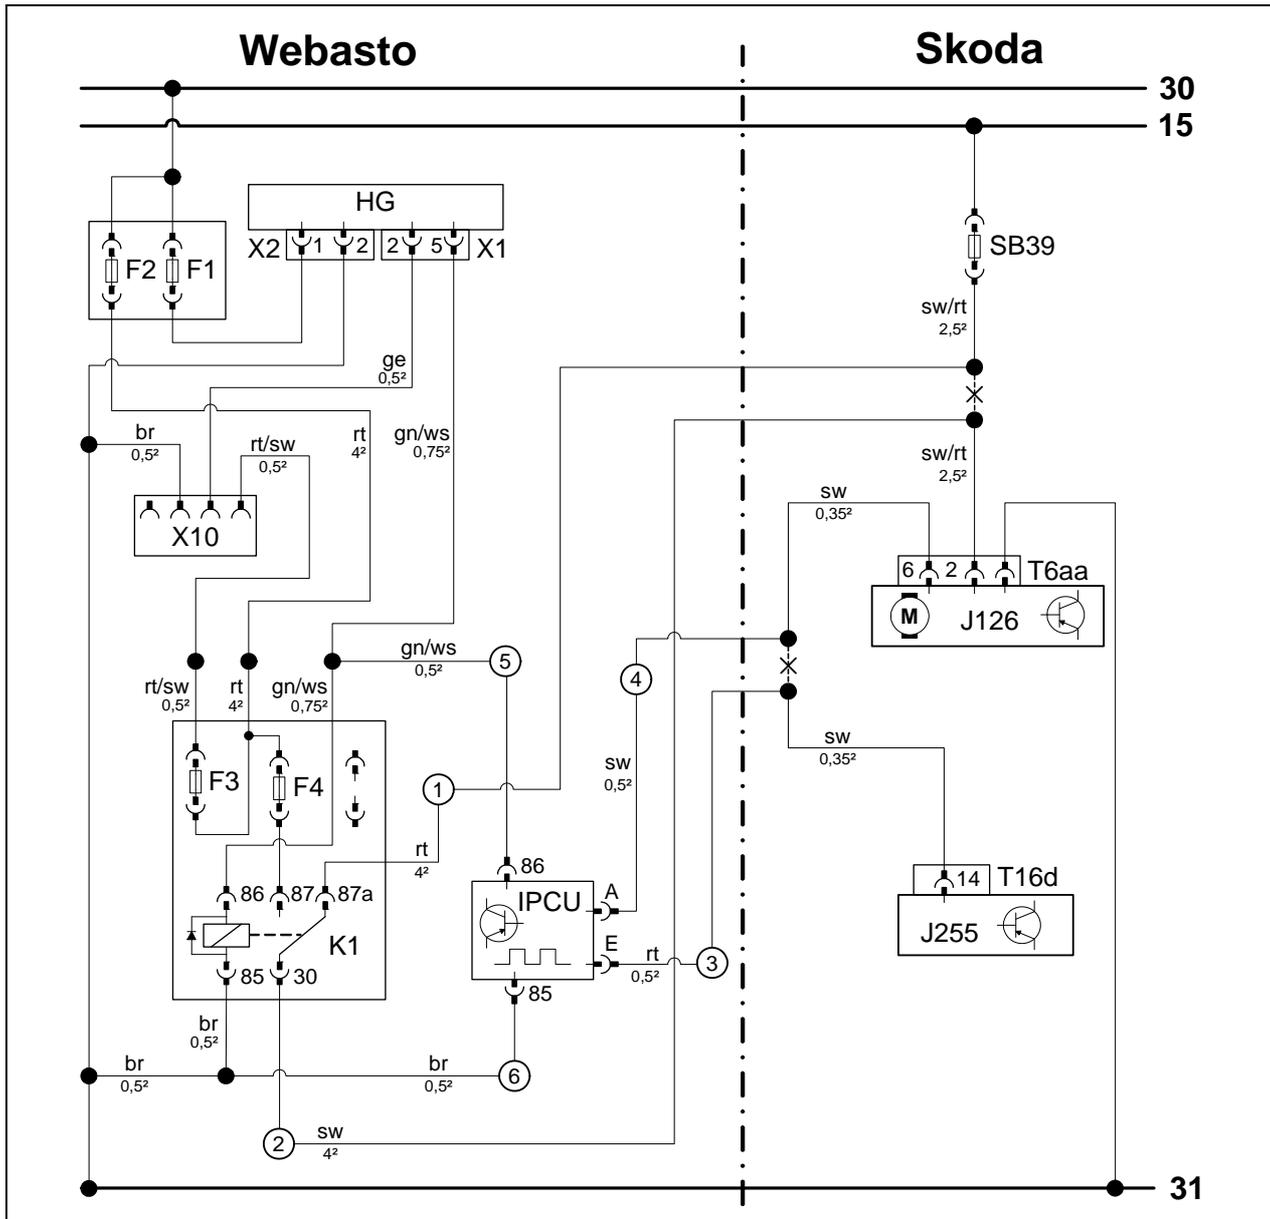 Webasto Skoda
30
15
HG
X2 1 2 2 5 X1
F2 F1
SB39
sw/rt
2,5²
ge
0,5²
br
0,5²
rt/sw
0,5²
rt
4²
gn/ws
0,75²
sw/rt
2,5²
sw
0,35²
X10
6 2 T6aa
M J126
gn/ws
0,5²
5
4
rt/sw
0,5²
rt
4²
gn/ws
0,75²
sw
0,35²
sw
0,5²
F3 F4
1
rt
4²
86
86 87 87a
IPCU A
14 T16d
K1
J255
E
rt
0,5²
3
85 30
85
br
0,5²
br
0,5²
br
0,5²
6
2
sw
4²
31